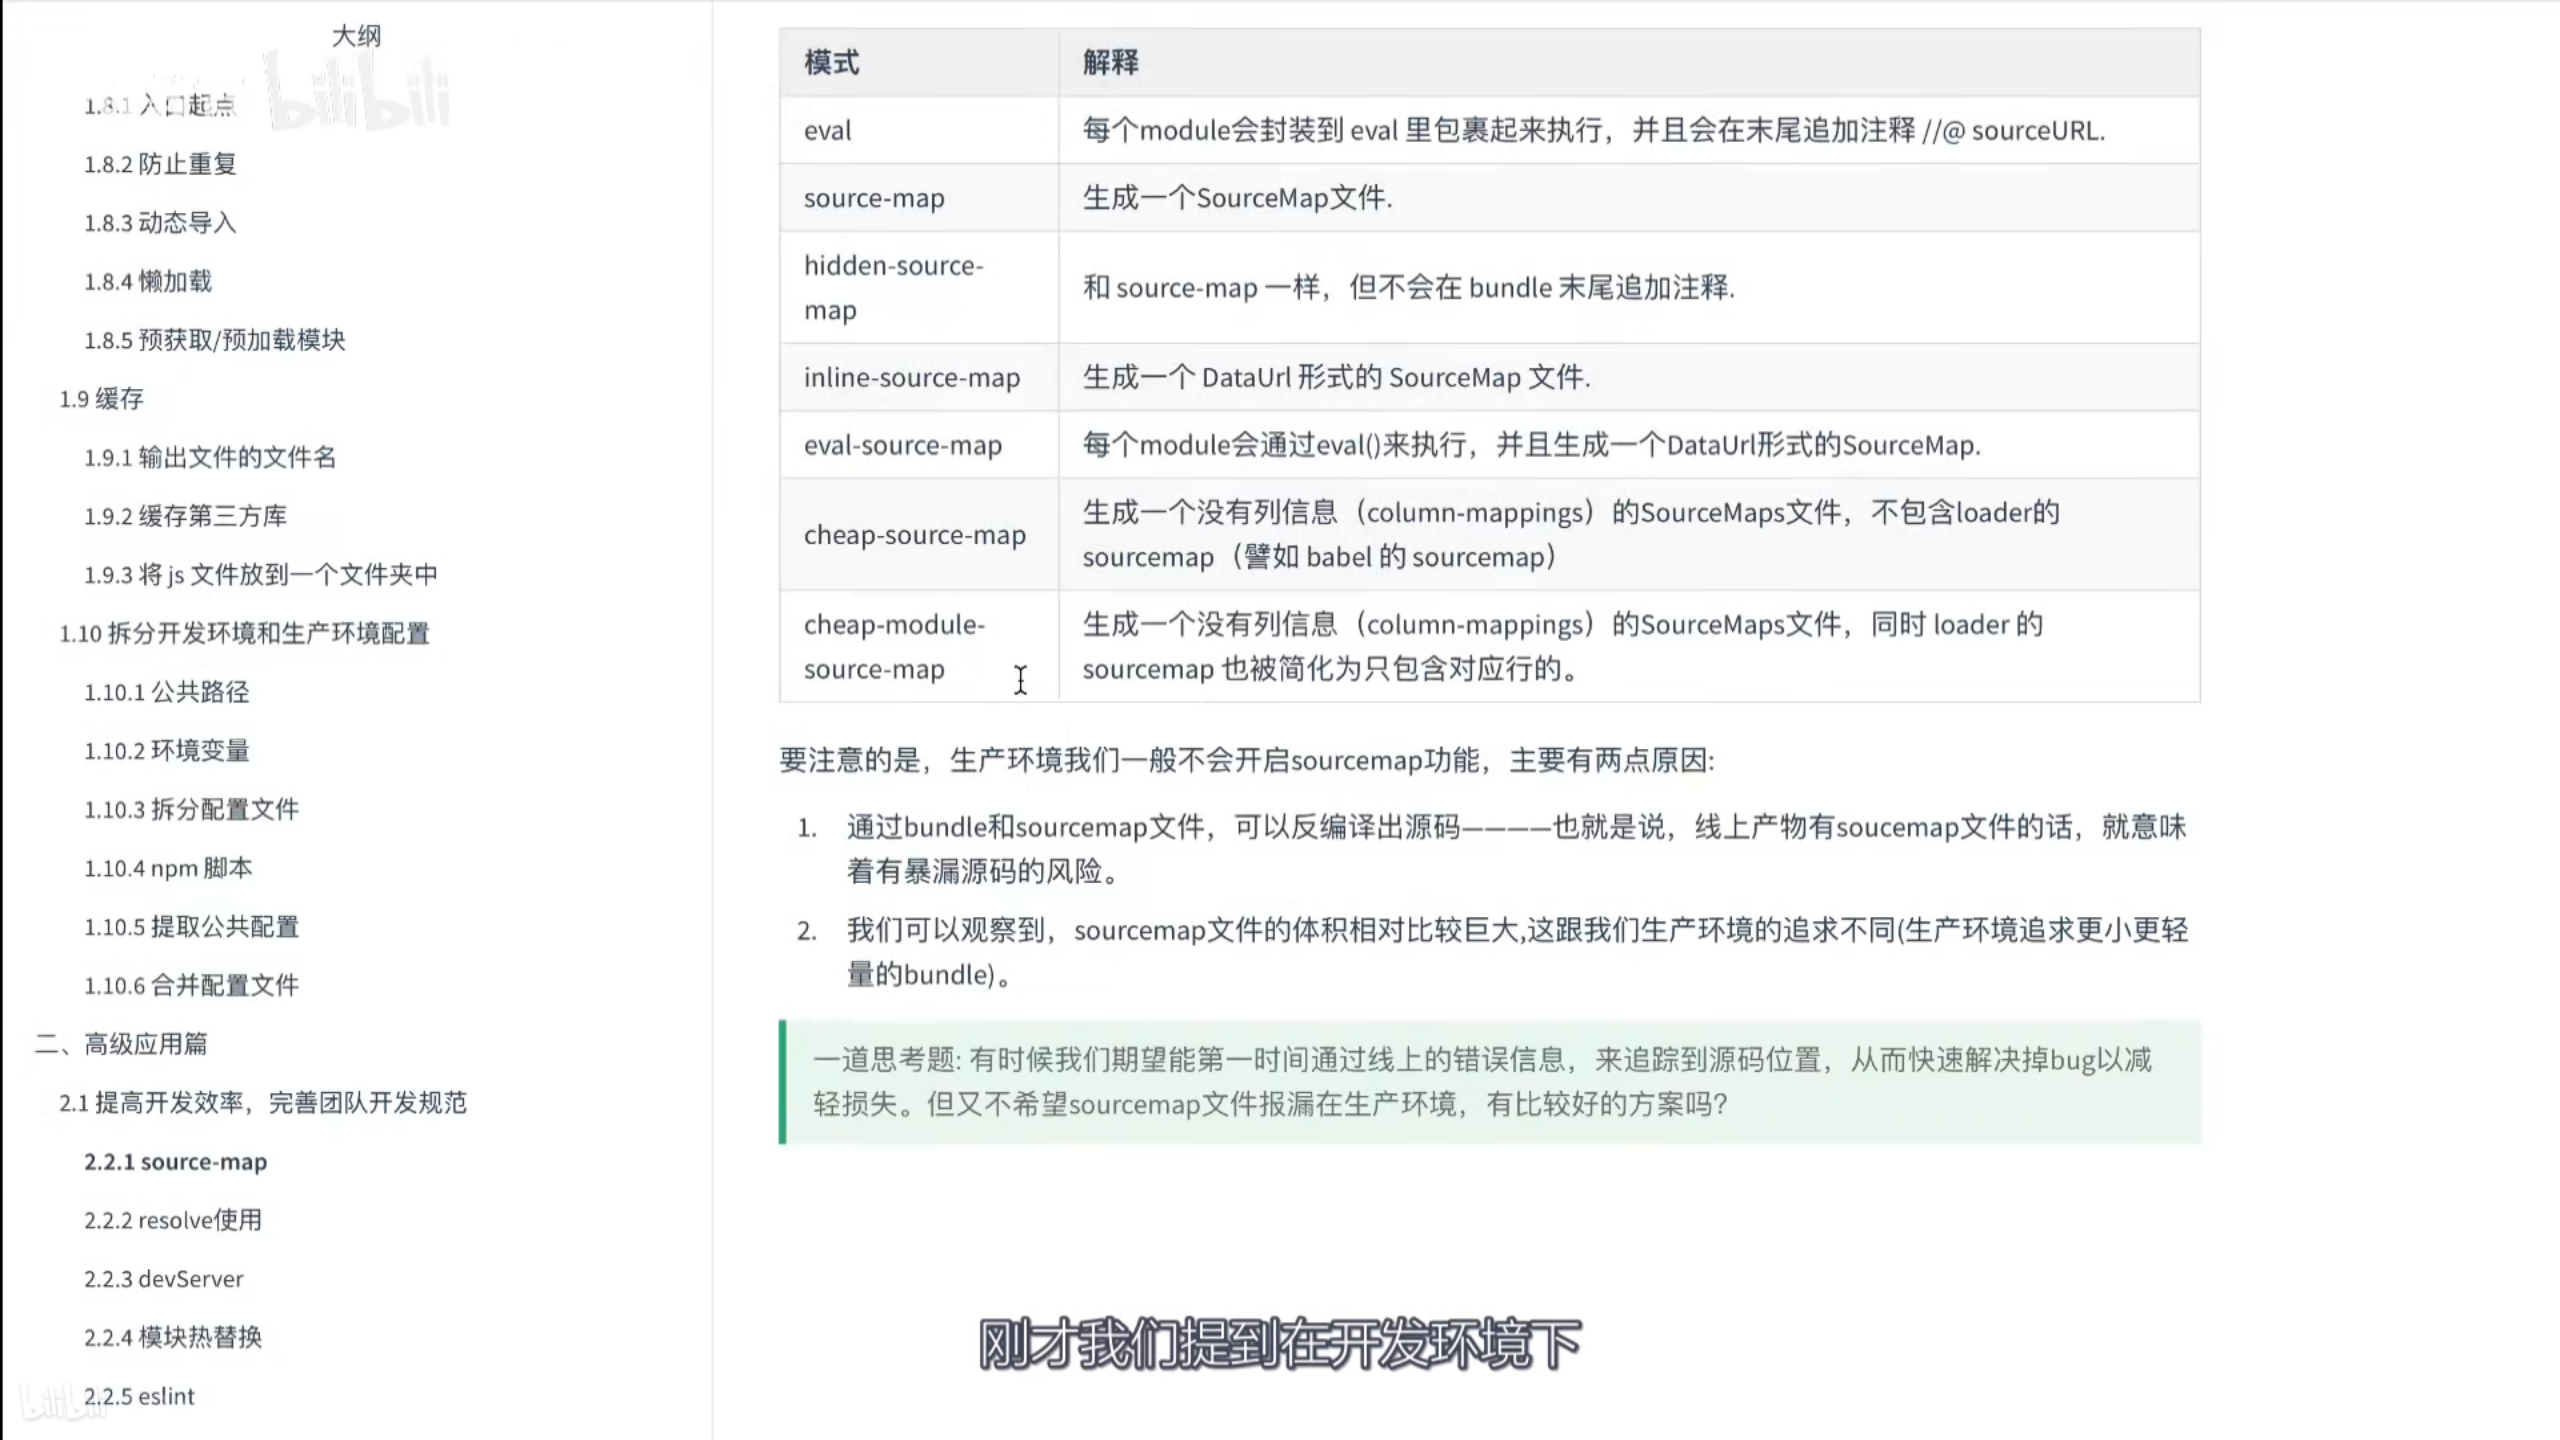 大纲
bilibili
1.8.1 入口起点
1.8.2 防止重复
1.8.3 动态导入
1.8.4 懒加载
1.8.5 预获取/预加载模块
1.9 缓存
1.9.1 输出文件的文件名
1.9.2 缓存第三方库
1.9.3 将 js 文件放到一个文件夹中
1.10 拆分开发环境和生产环境配置
1.10.1 公共路径
1.10.2 环境变量
1.10.3 拆分配置文件
1.10.4 npm 脚本
1.10.5 提取公共配置
1.10.6 合并配置文件
二、高级应用篇
2.1 提高开发效率，完善团队开发规范
2.2.1 source-map
2.2.2 resolve使用
2.2.3 devServer
2.2.4 模块热替换
2.2.5 eslint
bilibili
模式 解释
eval 每个module会封装到 eval 里包裹起来执行，并且会在末尾追加注释 //@ sourceURL.
source-map 生成一个SourceMap文件.
hidden-source-
map
和 source-map 一样，但不会在 bundle 末尾追加注释.
inline-source-map 生成一个 DataUrl 形式的 SourceMap 文件.
eval-source-map 每个module会通过eval()来执行，并且生成一个DataUrl形式的SourceMap.
cheap-source-map
生成一个没有列信息（column-mappings）的SourceMaps文件，不包含loader的
sourcemap（譬如 babel 的 sourcemap）
cheap-module-
source-map
生成一个没有列信息（column-mappings）的SourceMaps文件，同时 loader 的
sourcemap 也被简化为只包含对应行的。
要注意的是，生产环境我们一般不会开启sourcemap功能，主要有两点原因:
1. 通过bundle和sourcemap文件，可以反编译出源码————也就是说，线上产物有soucemap文件的话，就意味
着有暴漏源码的风险。
2. 我们可以观察到，sourcemap文件的体积相对比较巨大,这跟我们生产环境的追求不同(生产环境追求更小更轻
量的bundle)。
一道思考题: 有时候我们期望能第一时间通过线上的错误信息，来追踪到源码位置，从而快速解决掉bug以减
轻损失。但又不希望sourcemap文件报漏在生产环境，有比较好的方案吗?
刚才我们提到在开发环境下